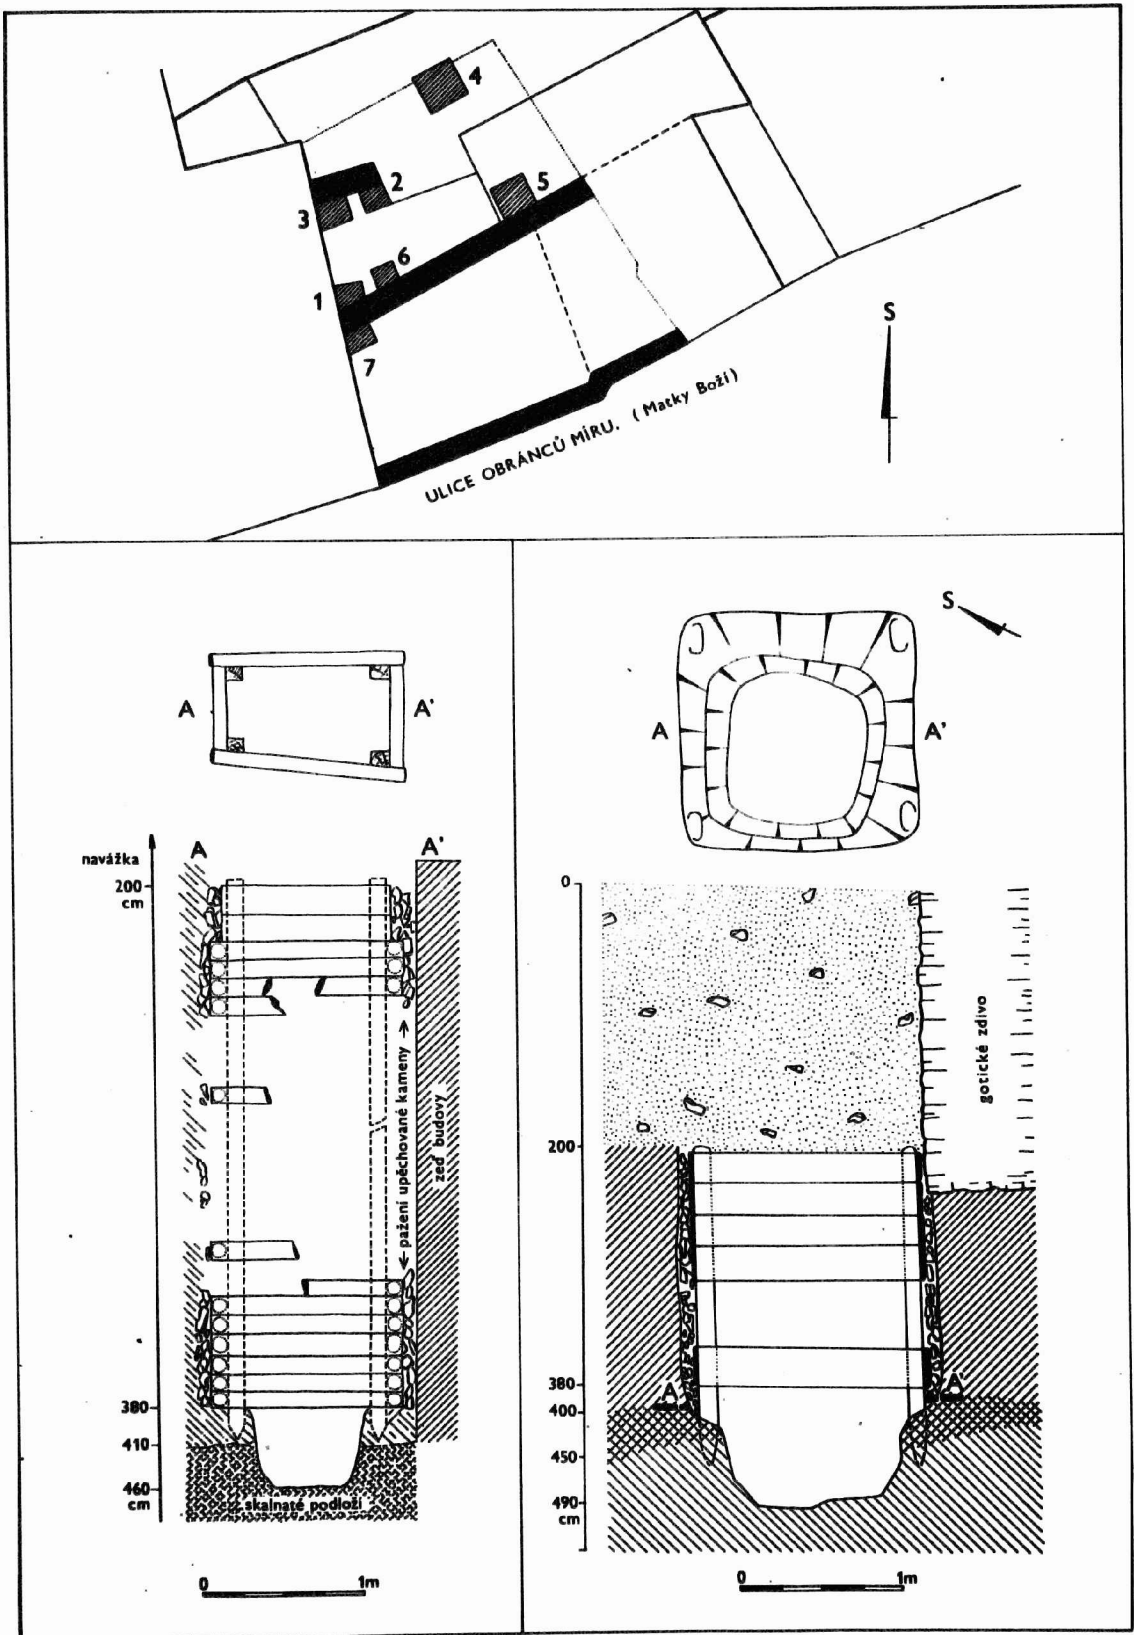 4
2
5
3
6
1
7
S
ULICE OBRÁNCŮ MÍRU. (Matky Boží)
A
A'
navážka
200
cm
A
A'
pažení upěchované kameny
zeď budovy
380
410
460
cm
skalnaté podloží
0
1m
S
A
A'
0
gotické zdivo
200
380
A
A'
400
450
490
cm
0
1m